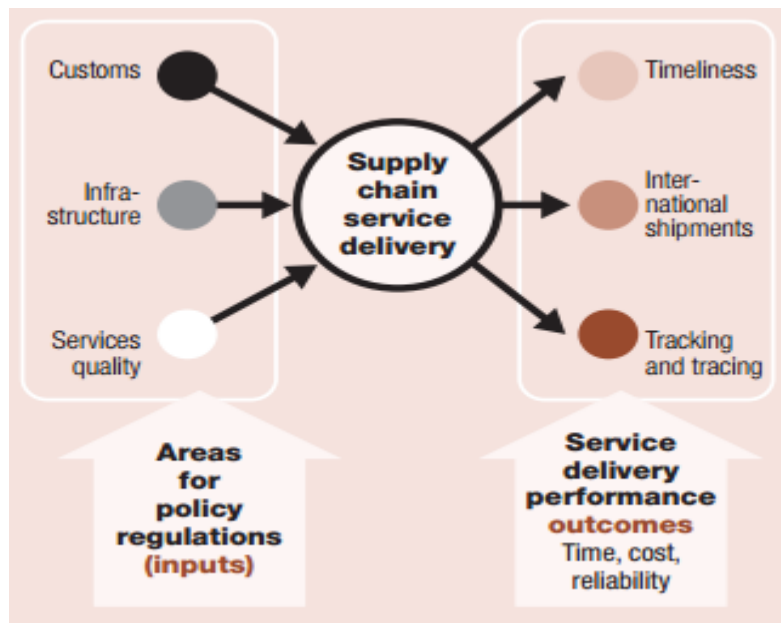 Customs
Infra-
structure
Services
quality
Supply
chain
service
delivery
Timeliness
Inter-
national
shipments
Tracking
and tracing
Areas
for
policy
regulations
(inputs)
Service
delivery
performance
outcomes
Time, cost,
reliability